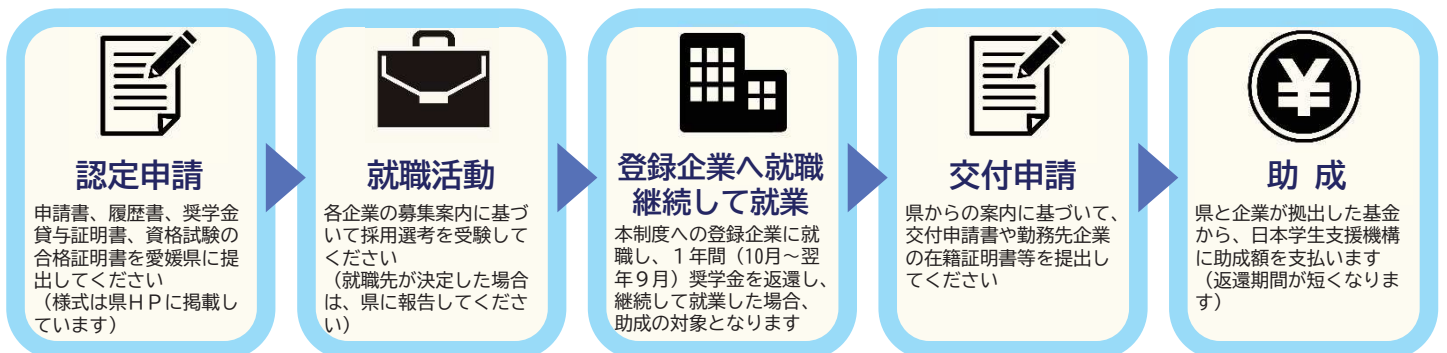 認定申請
申請書、履歴書、奨学金
貸与証明書、資格試験の
合格証明書を愛媛県に提
出してください
（様式は県ＨＰに掲載し
ています）
就職活動
各企業の募集案内に基づ
いて採用選考を受験して
ください
（就職先が決定した場合
は、県に報告してくださ
い）
登録企業へ就職
継続して就業
本制度への登録企業に就
職し、１年間（10月～翌
年９月）奨学金を返還し、
継続して就業した場合、
助成の対象となります
交付申請
県からの案内に基づいて、
交付申請書や勤務先企業
の在籍証明書等を提出し
てください
¥
助 成
県と企業が拠出した基金
から、日本学生支援機構
に助成額を支払います
（返還期間が短くなりま
す）